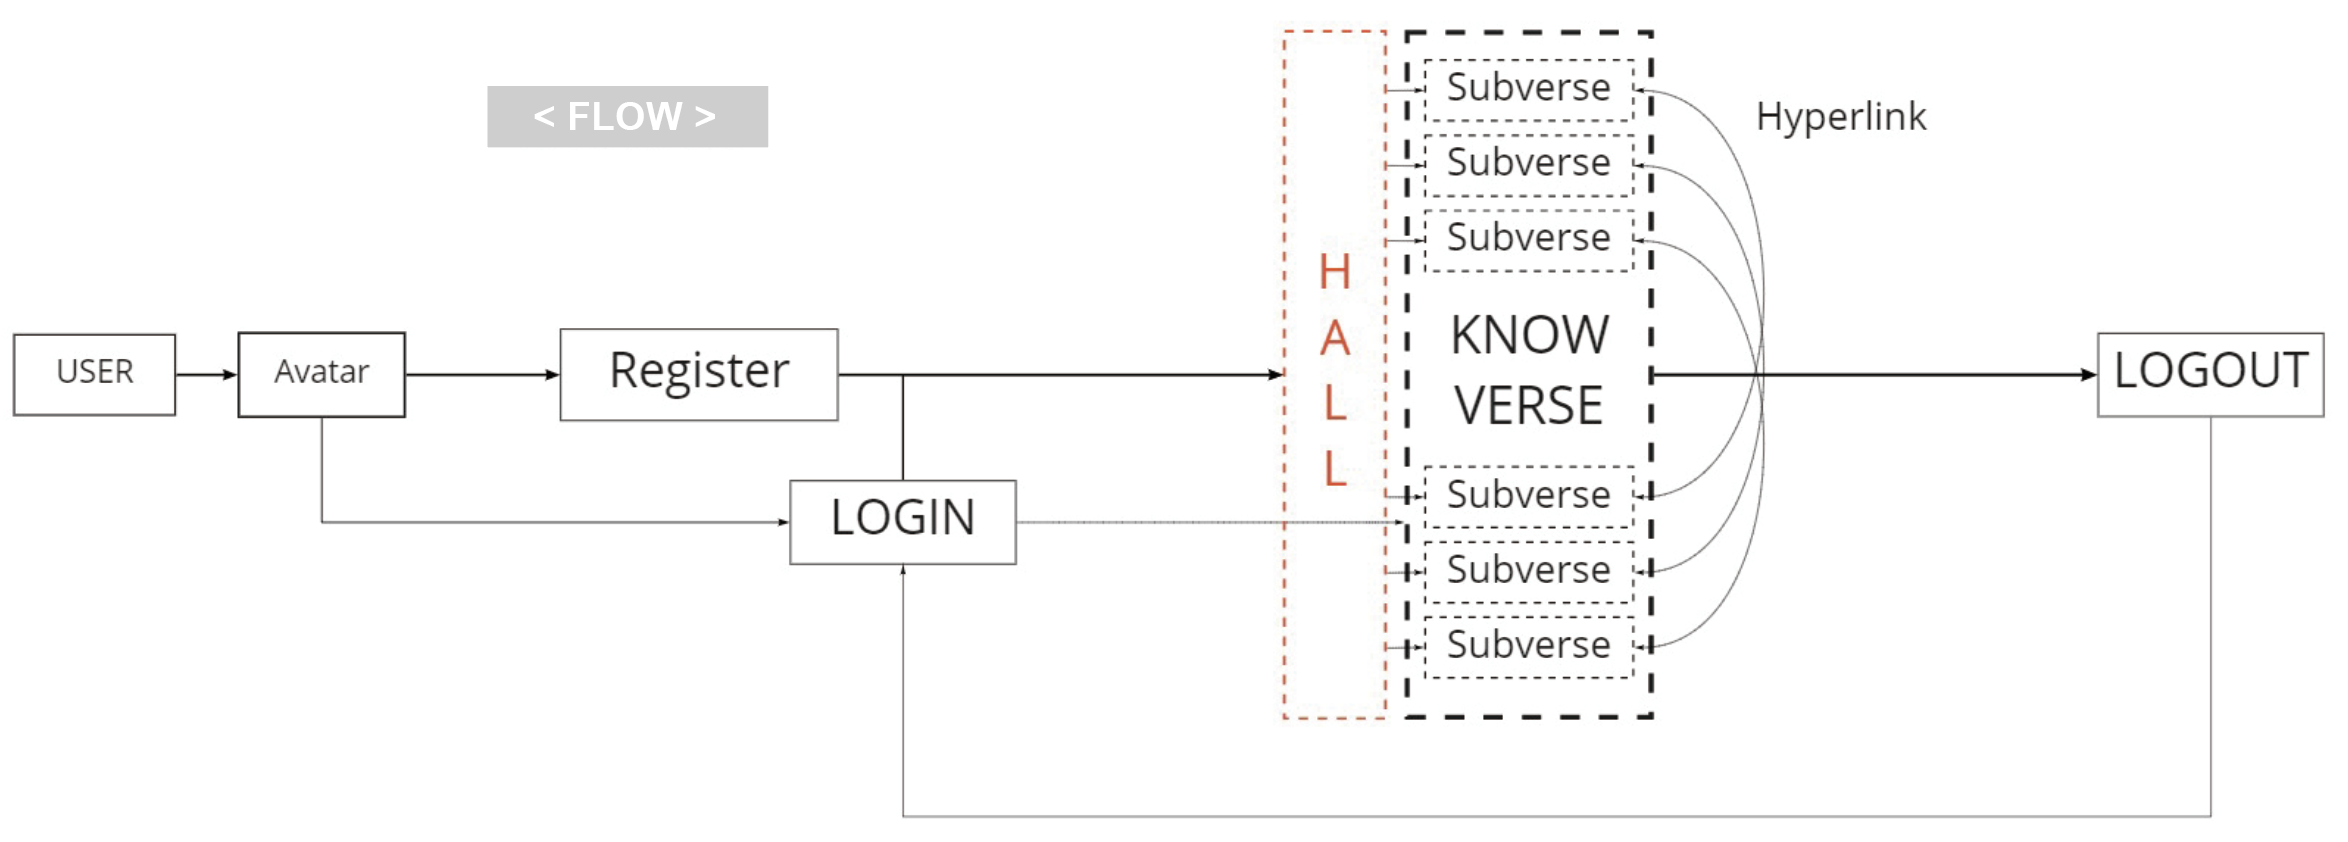 < FLOW >
USER
Avatar
Register
LOGIN
H
A
L
L
Subverse
Subverse
Subverse
KNOW
VERSE
Subverse
Subverse
Subverse
Hyperlink
LOGOUT